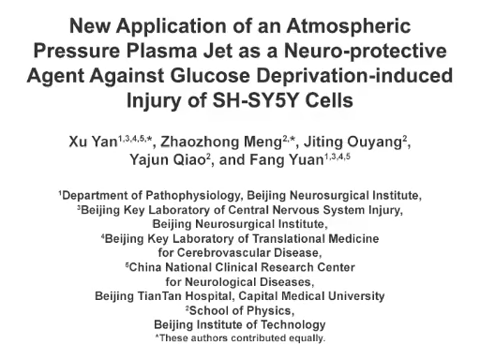 New Application of an Atmospheric
Pressure Plasma Jet as a Neuro-protective
Agent Against Glucose Deprivation-induced
Injury of SH-SY5Y Cells
Xu Yan1,3,4,5,*, Zhaozhong Meng2,*, Jiting Ouyang2,
Yajun Qiao2, and Fang Yuan1,3,4,5
1Department of Pathophysiology, Beijing Neurosurgical Institute,
3Beijing Key Laboratory of Central Nervous System Injury,
Beijing Neurosurgical Institute,
4Beijing Key Laboratory of Translational Medicine
for Cerebrovascular Disease,
5China National Clinical Research Center
for Neurological Diseases,
Beijing TianTan Hospital, Capital Medical University
2School of Physics,
Beijing Institute of Technology
*These authors contributed equally.